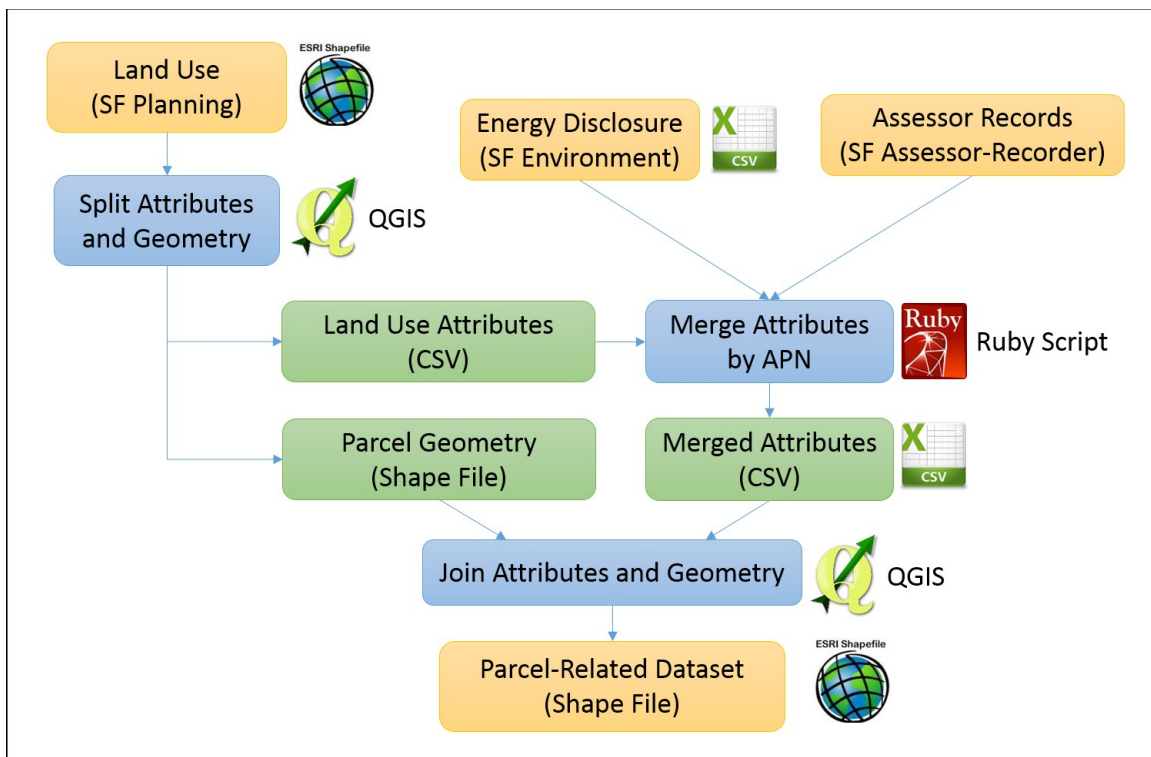 ESRI Shapefile
Land Use
(SF Planning)
Energy Disclosure
(SF Environment)
X
CSV
Assessor Records
(SF Assessor-Recorder)
Split Attributes
and Geometry
QGIS
Land Use Attributes
(CSV)
Merge Attributes
by APN
Ruby
Ruby Script
Parcel Geometry
(Shape File)
Merged Attributes
(CSV)
X
CSV
Join Attributes and Geometry
QGIS
Parcel-Related Dataset
(Shape File)
ESRI Shapefile